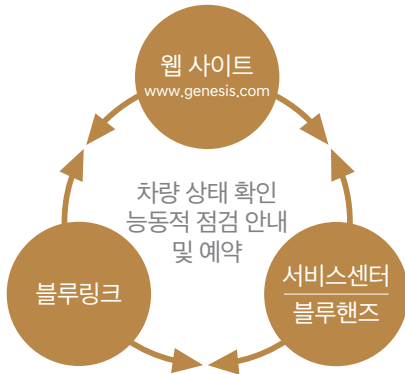 웹 사이트
www.genesis.com
차량 상태 확인
능동적 점검 안내
및 예약
블루링크
서비스센터
블루핸즈